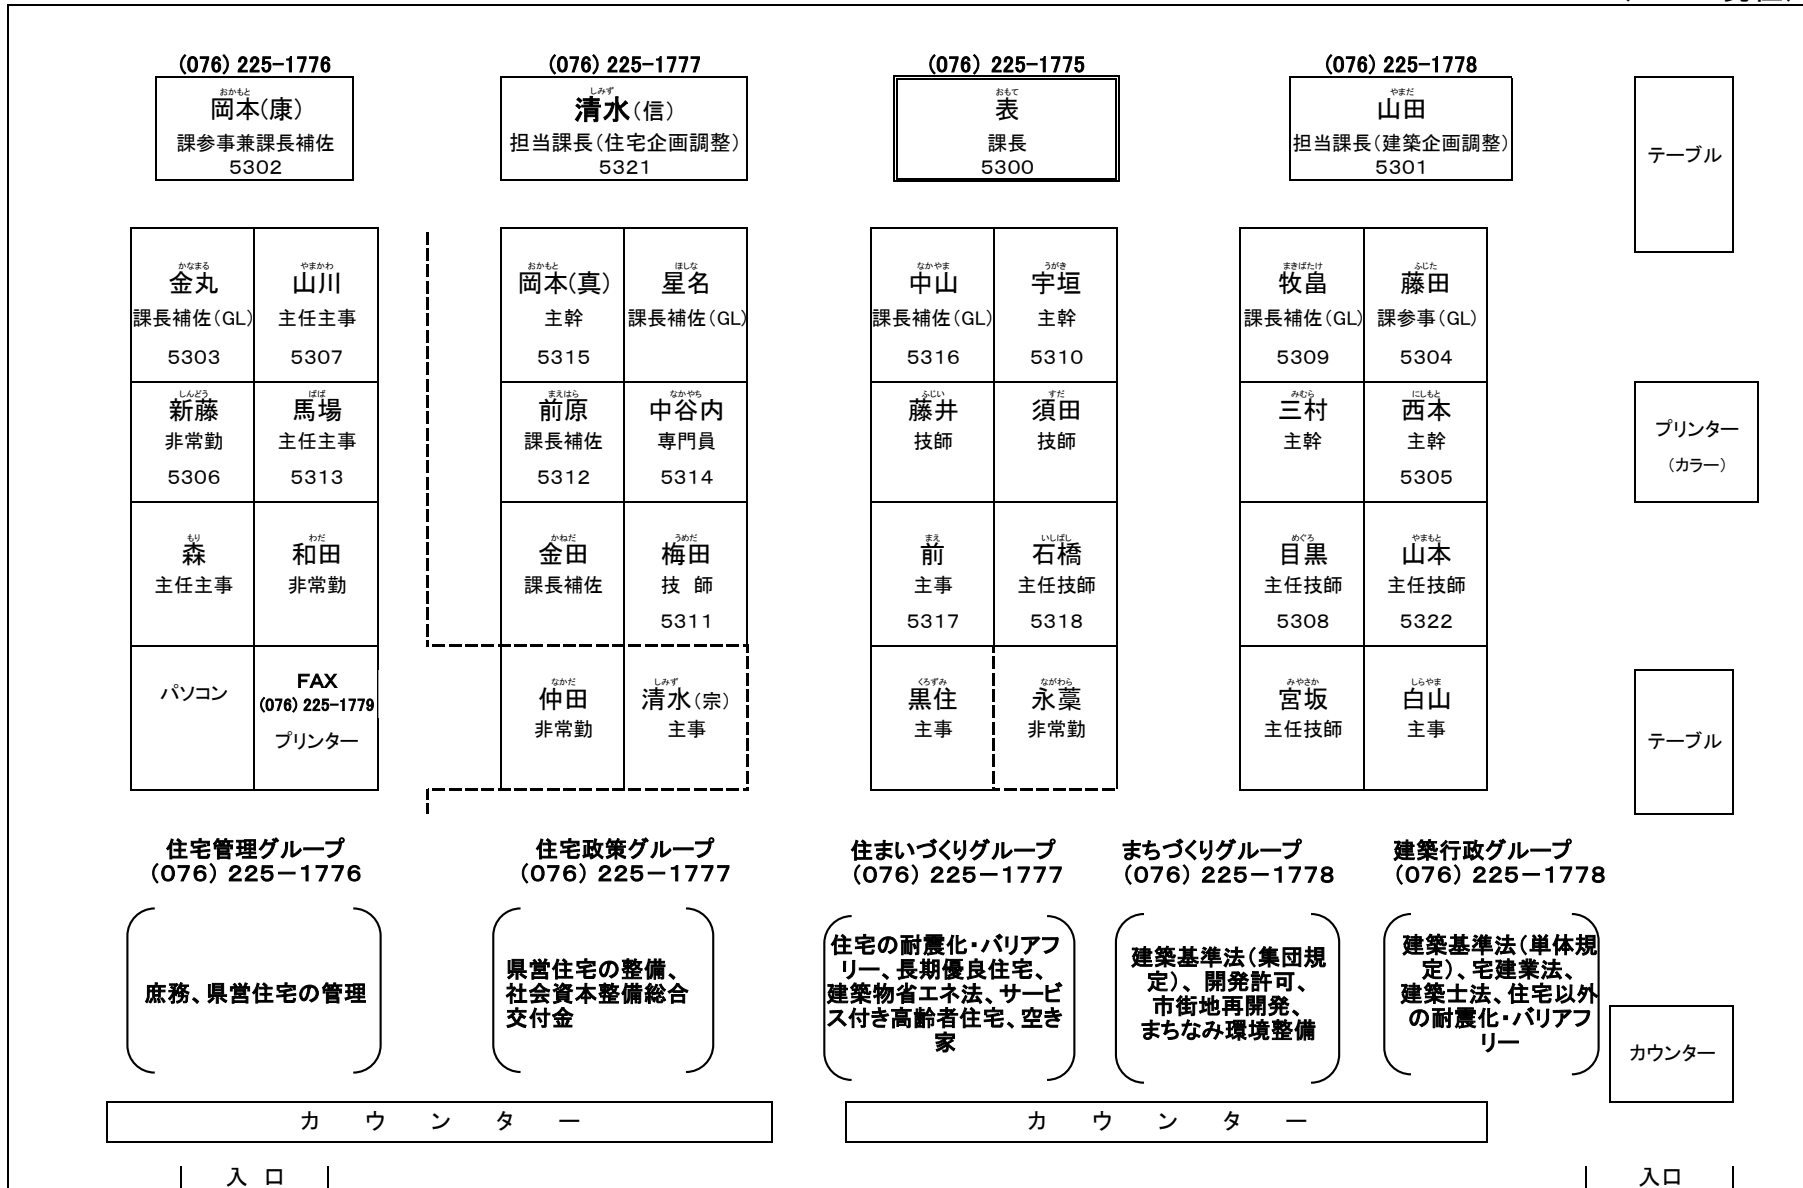 (076) 225-1776
おかもと
岡本(康)
課参事兼課長補佐
5302
(076) 225-1777
しみず
清水(信)
担当課長(住宅企画調整)
5321
(076) 225-1775
おもて
表
課長
5300
(076) 225-1778
やまだ
山田
担当課長(建築企画調整)
5301
テーブル
かなまる
金丸
課長補佐(GL)
5303
やまかわ
山川
主任主事
5307
おかもと
岡本(真)
主幹
5315
ほしな
星名
課長補佐(GL)
なかやま
中山
課長補佐(GL)
5316
うがき
宇垣
主幹
5310
まきばたけ
牧畠
課長補佐(GL)
5309
ふじた
藤田
課参事(GL)
5304
しんどう
新藤
非常勤
5306
ばば
馬場
主任主事
5313
まえはら
前原
課長補佐
5312
なかやち
中谷内
専門員
5314
ふじい
藤井
技師
すだ
須田
技師
みむら
三村
主幹
にしもと
西本
主幹
5305
プリンター
(カラー)
もり
森
主任主事
わだ
和田
非常勤
かねだ
金田
課長補佐
うめだ
梅田
技 師
5311
まえ
前
主事
5317
いしばし
石橋
主任技師
5318
めぐろ
目黒
主任技師
5308
やまもと
山本
主任技師
5322
パソコン
FAX
(076) 225-1779
プリンター
なかだ
仲田
非常勤
しみず
清水(宗)
主事
くろずみ
黒住
主事
ながわら
永藁
非常勤
みやさか
宮坂
主任技師
しらやま
白山
主事
テーブル
住宅管理グループ
(076) 225-1776
住宅政策グループ
(076) 225-1777
住まいづくりグループ
(076) 225-1777
まちづくりグループ
(076) 225-1778
建築行政グループ
(076) 225-1778
庶務、県営住宅の管理
県営住宅の整備、
社会資本整備総合
交付金
住宅の耐震化・バリアフ
リー、長期優良住宅、
建築物省エネ法、サービ
ス付き高齢者住宅、空き
家
建築基準法(集団規
定)、開発許可、
市街地再開発、
まちなみ環境整備
建築基準法(単体規
定)、宅建業法、
建築士法、住宅以外
の耐震化・バリアフ
リー
カウンター
カ ウ ン タ ー
カ ウ ン タ ー
入 口
入口